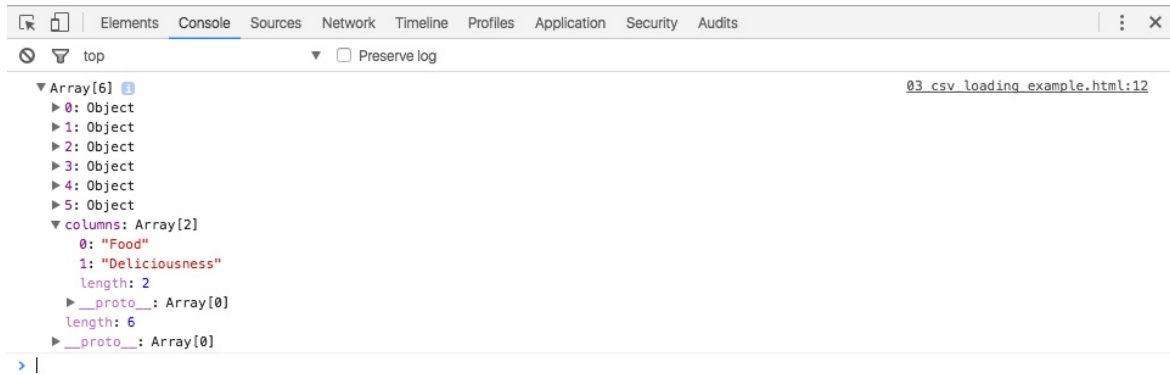 Elements Console Sources Network Timeline Profiles Application Security Audits
top Preserve log
Array[6] 03_csv_loading_example.html:12
0: Object
1: Object
2: Object
3: Object
4: Object
5: Object
columns: Array[2]
0: "Food"
1: "Deliciousness"
length: 2
__proto__: Array[0]
length: 6
__proto__: Array[0]